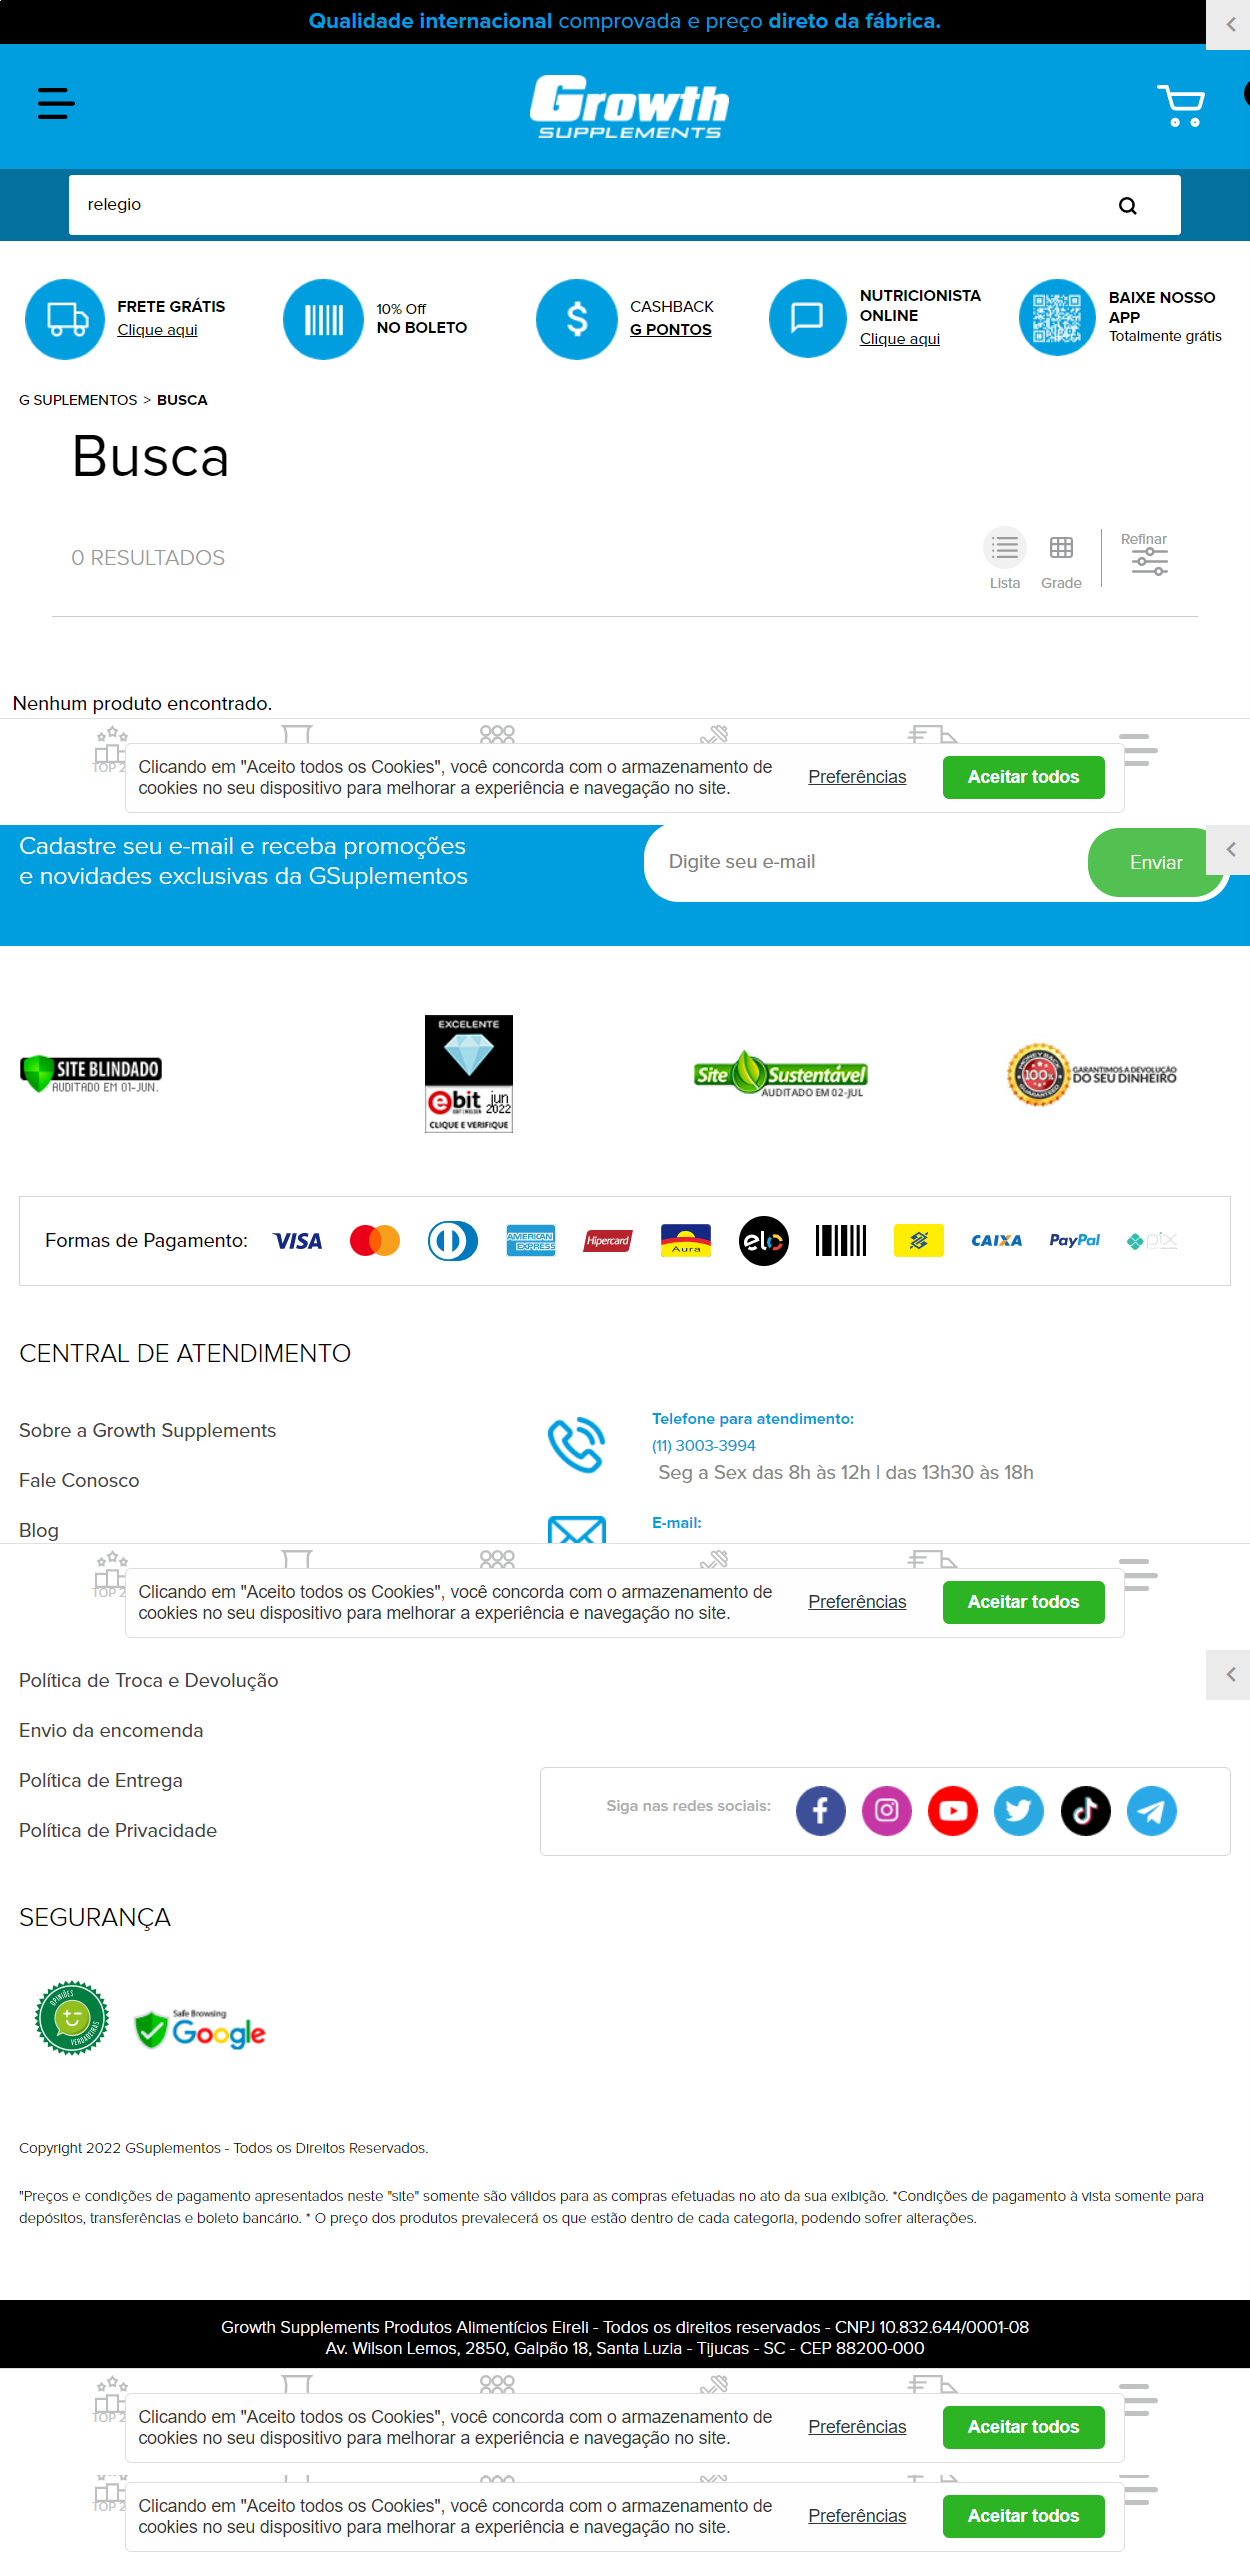 Qualidade internacional comprovada e preço direto da fábrica.
Growth
SUPPLEMENTS
relegio
FRETE GRÁTIS
Clique aqui
10% Off
NO BOLETO
CASHBACK
G PONTOS
NUTRICIONISTA
ONLINE
Clique aqui
BAIXE NOSSO
APP
Totalmente grátis
G SUPLEMENTOS > BUSCA
Busca
0 RESULTADOS
Lista
Grade
Refinar
Nenhum produto encontrado.
TOP 2
Clicando em "Aceito todos os Cookies", você concorda com o armazenamento de
cookies no seu dispositivo para melhorar a experiência e navegação no site.
Preferências
Aceitar todos
Cadastre seu e-mail e receba promoções
e novidades exclusivas da GSuplementos
Digite seu e-mail
Enviar
SITE BLINDADO
AUDITADO EM 01-JUN.
EXCELENTE
ebit
jun
2022
CLIQUE E VERIFIQUE
Site Sustentável
AUDITADO EM 02-JUL
100%
GARANTIMOS A DEVOLUÇÃO
DO SEU DINHEIRO
Formas de Pagamento:
VISA
AMERICAN
EXPRESS
Hipercard
Aura
elo
CAIXA
PayPal
pix
CENTRAL DE ATENDIMENTO
Sobre a Growth Supplements
Fale Conosco
Blog
Telefone para atendimento:
(11) 3003-3994
Seg a Sex das 8h às 12h | das 13h30 às 18h
E-mail:
TOP 2
Clicando em "Aceito todos os Cookies", você concorda com o armazenamento de
cookies no seu dispositivo para melhorar a experiência e navegação no site.
Preferências
Aceitar todos
Política de Troca e Devolução
Envio da encomenda
Política de Entrega
Política de Privacidade
Siga nas redes sociais:
SEGURANÇA
OPINIÕES
VERDADEIRAS
Safe Browsing
Google
Copyright 2022 GSuplementos - Todos os Direitos Reservados.
"Preços e condições de pagamento apresentados neste "site" somente são válidos para as compras efetuadas no ato da sua exibição. *Condições de pagamento à vista somente para
depósitos, transferências e boleto bancário. * O preço dos produtos prevalecerá os que estão dentro de cada categoria, podendo sofrer alterações.
Growth Supplements Produtos Alimentícios Eireli - Todos os direitos reservados - CNPJ 10.832.644/0001-08
Av. Wilson Lemos, 2850, Galpão 18, Santa Luzia - Tijucas - SC - CEP 88200-000
TOP 2
Clicando em "Aceito todos os Cookies", você concorda com o armazenamento de
cookies no seu dispositivo para melhorar a experiência e navegação no site.
Preferências
Aceitar todos
TOP 2
Clicando em "Aceito todos os Cookies", você concorda com o armazenamento de
cookies no seu dispositivo para melhorar a experiência e navegação no site.
Preferências
Aceitar todos